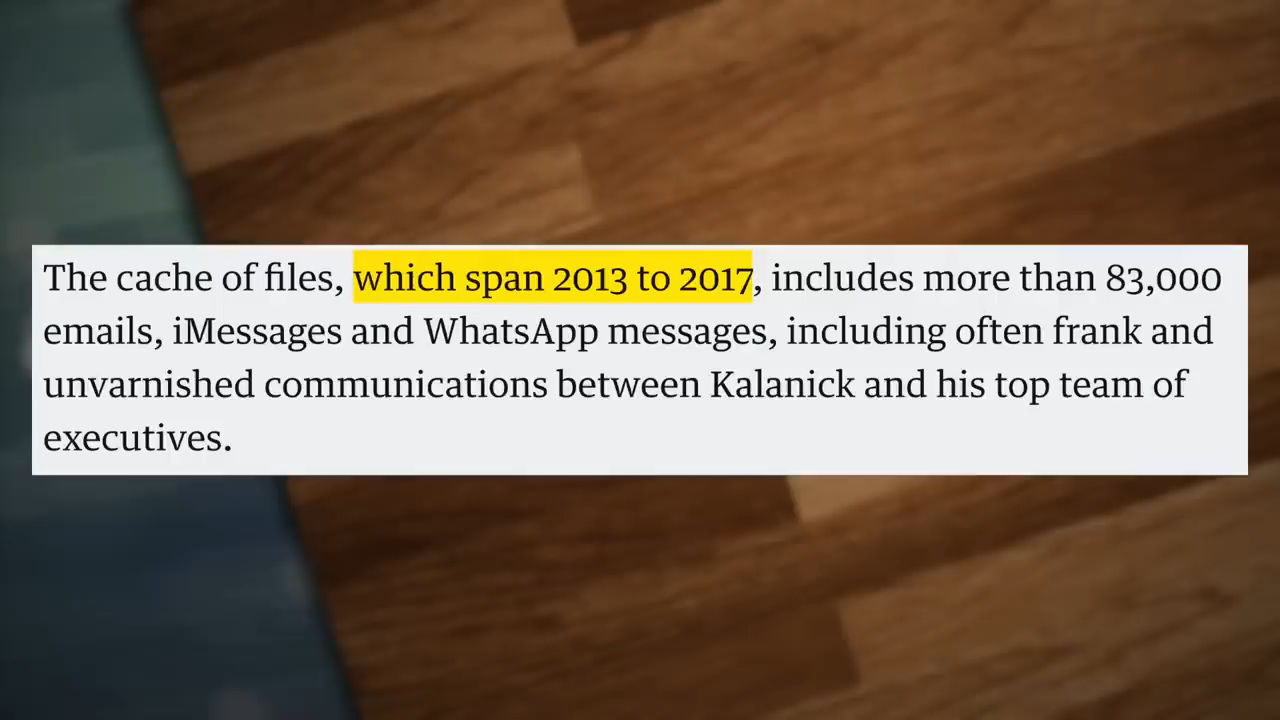 The cache of files, which span 2013 to 2017, includes more than 83,000
emails, iMessages and WhatsApp messages, including often frank and
unvarnished communications between Kalanick and his top team of
executives.